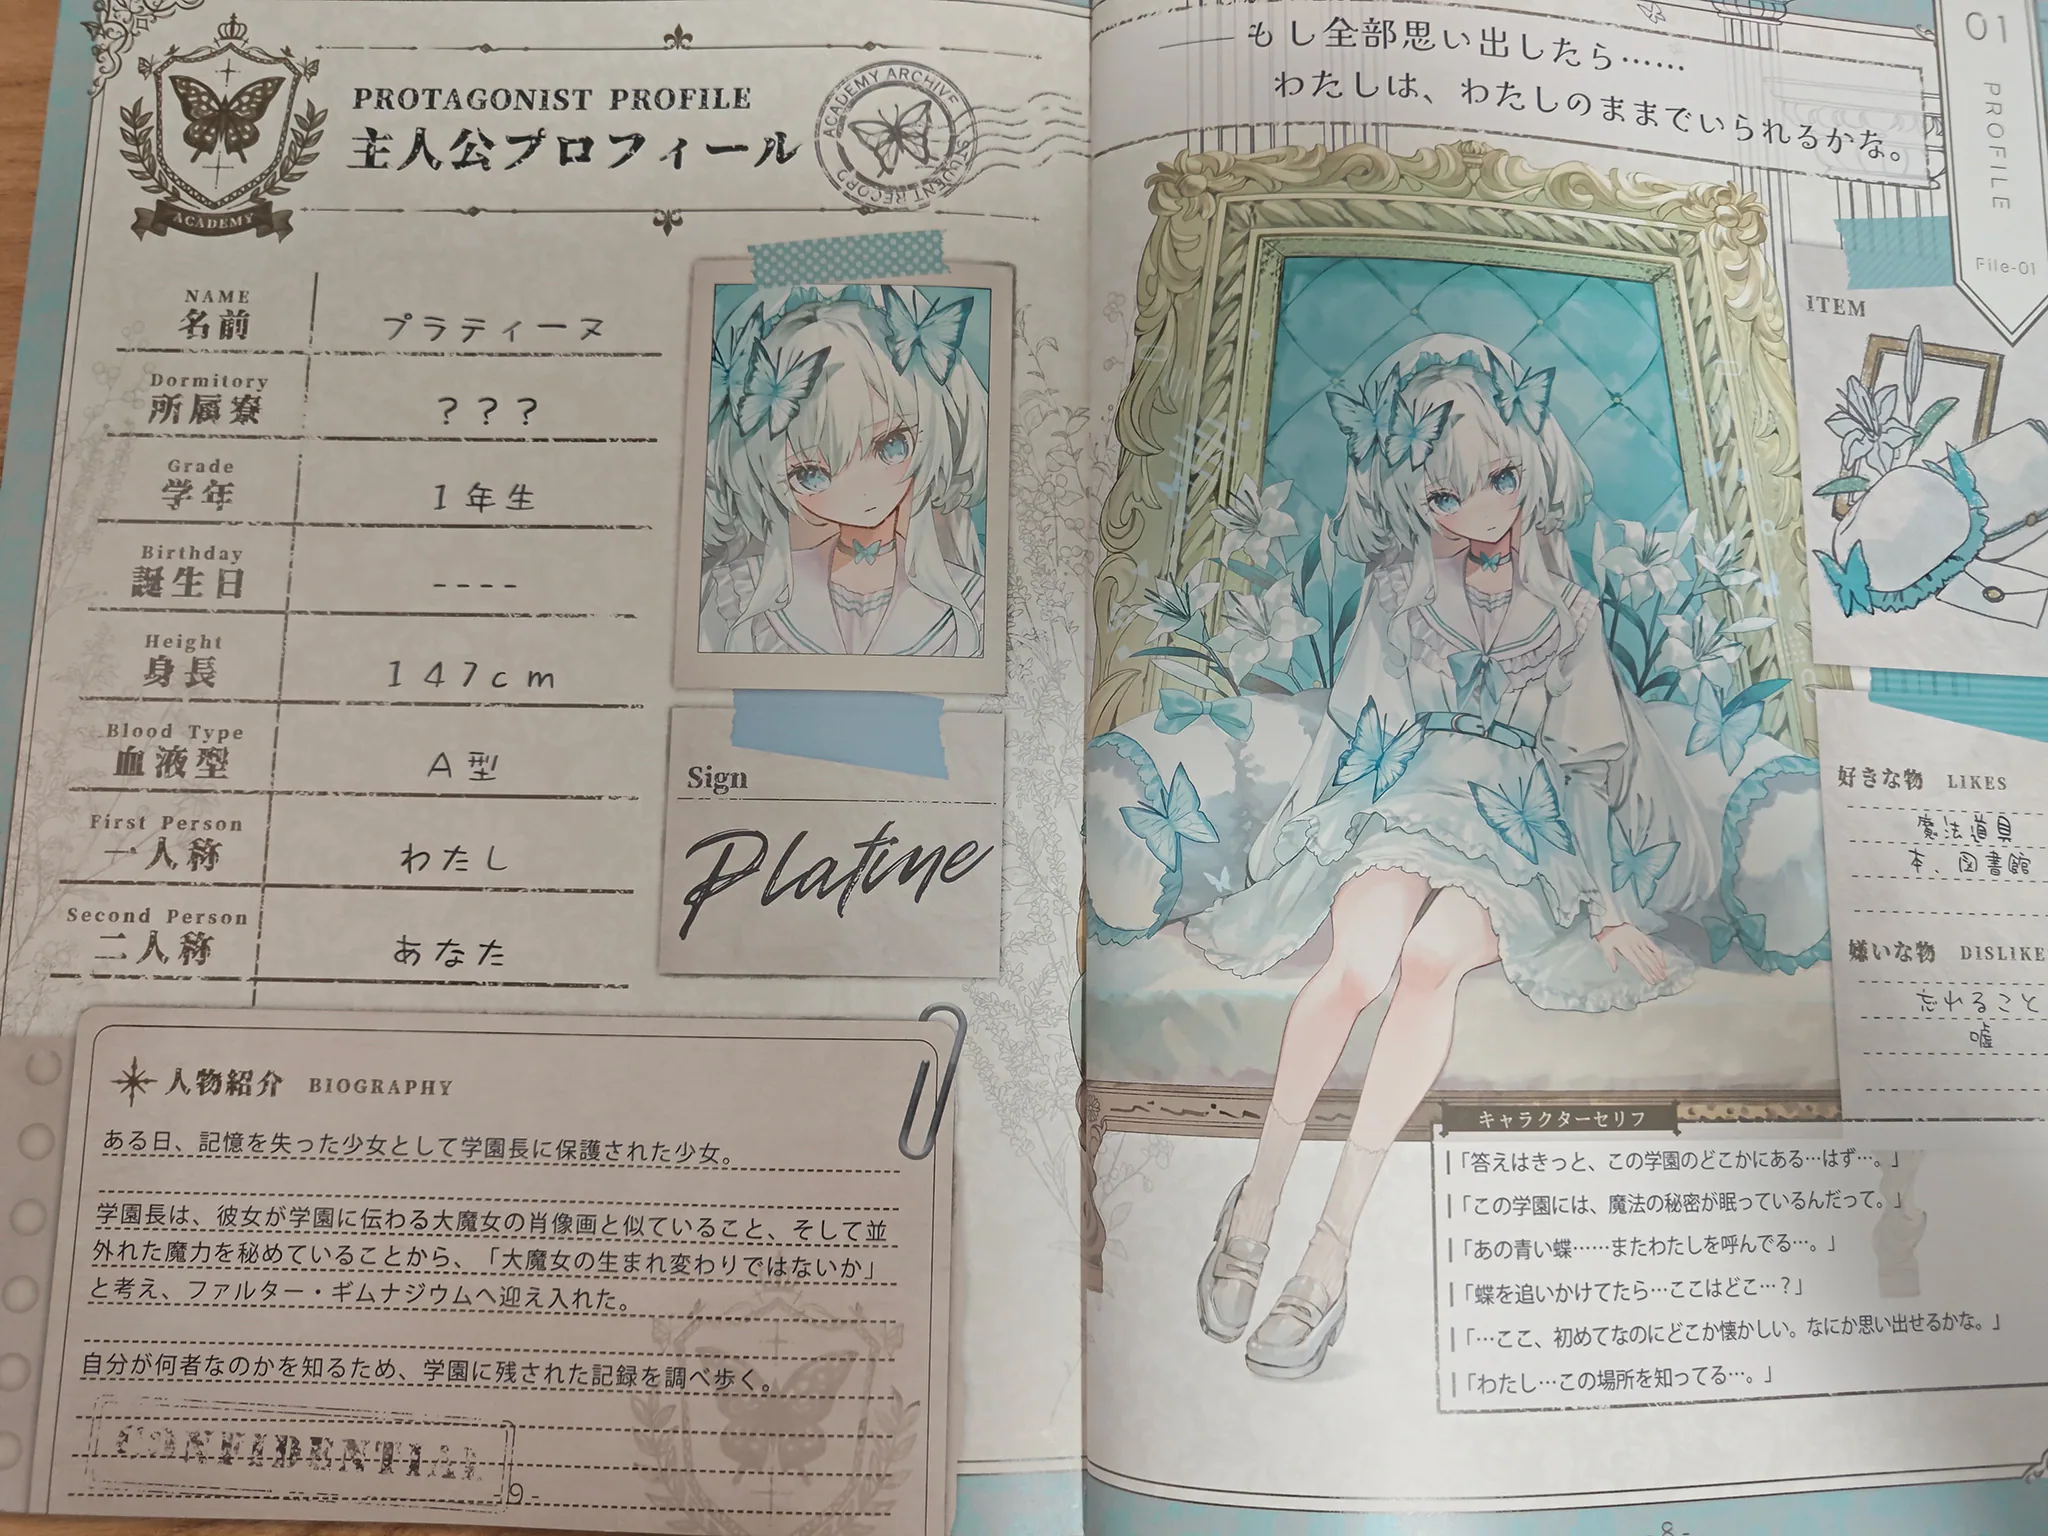 ACADEMY
PROTAGONIST PROFILE
主人公プロフィール
ACADEMY ARCHIVE
STUDENT RECORD
NAME
名前
プラティーヌ
Dormitory
所属寮
？？？
Grade
学年
1年生
Birthday
誕生日
----
Height
身長
147cm
Blood Type
血液型
A型
First Person
一人称
わたし
Second Person
二人称
あなた
Sign
Platine
人物紹介 BIOGRAPHY
ある日、記憶を失った少女として学園長に保護された少女。
学園長は、彼女が学園に伝わる大魔女の肖像画と似ていること、そして並
外れた魔力を秘めていることから、「大魔女の生まれ変わりではないか」
と考え、ファルター・ギムナジウムへ迎え入れた。
自分が何者なのかを知るため、学園に残された記録を調べ歩く。
CONFIDENTIAL
- 9 -
もし全部思い出したら……
わたしは、わたしのままでいられるかな。
01
PROFILE
File-01
ITEM
好きな物 LIKES
魔法道具
本、図書館
嫌いな物 DISLIKE
忘れること
嘘
キャラクターセリフ
「答えはきっと、この学園のどこかにある…はず…。」
「この学園には、魔法の秘密が眠っているんだって。」
「あの青い蝶……またわたしを呼んでる…。」
「蝶を追いかけてたら…ここはどこ…？」
「…ここ、初めてなのにどこか懐かしい。なにか思い出せるかな。」
「わたし…この場所を知ってる…。」
- 8 -